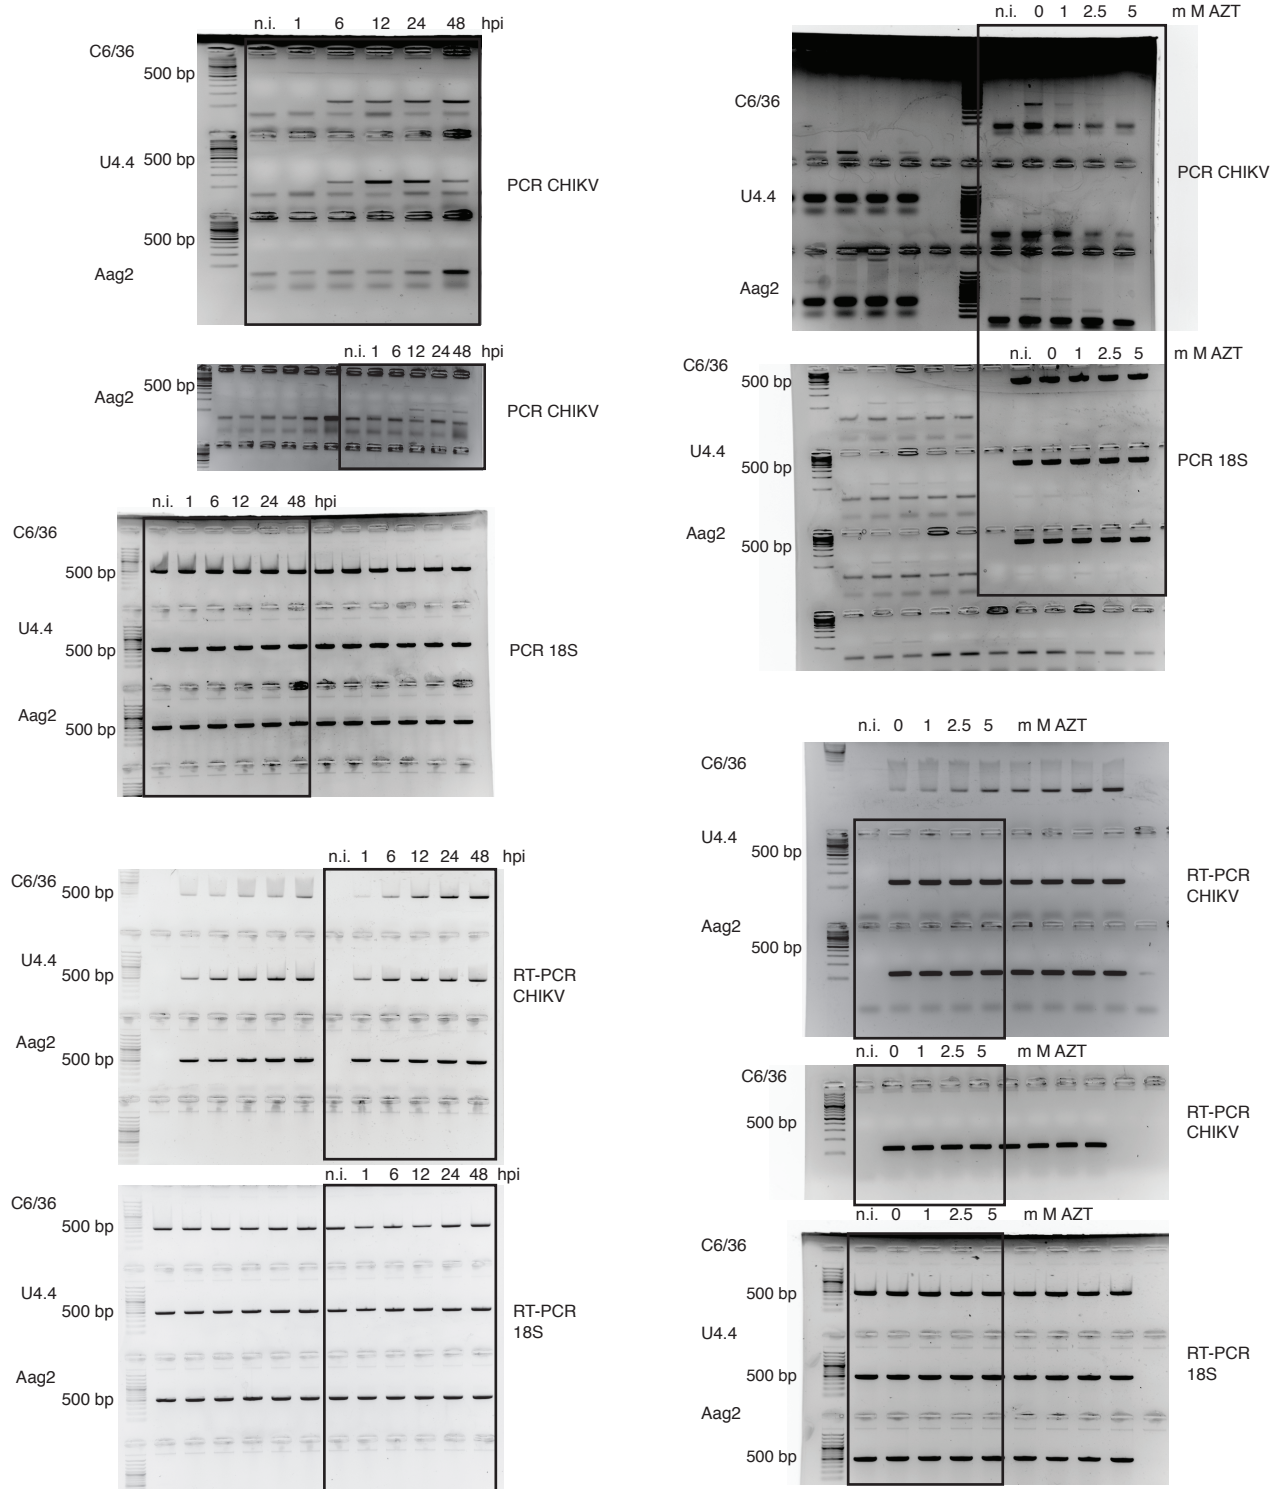 n.i. 1 6 12 24 48 hpi
C6/36
500 bp
U4.4
500 bp
PCR CHIKV
500 bp
Aag2
n.i. 1 6 12 24 48 hpi
500 bp
Aag2
PCR CHIKV
n.i. 1 6 12 24 48 hpi
C6/36
500 bp
U4.4
500 bp
PCR 18S
Aag2
500 bp
n.i. 1 6 12 24 48 hpi
C6/36
500 bp
U4.4
500 bp
RT-PCR
CHIKV
Aag2
500 bp
n.i. 1 6 12 24 48 hpi
C6/36
500 bp
U4.4
500 bp
RT-PCR
18S
Aag2
500 bp
n.i. 0 1 2.5 5 m M AZT
C6/36
PCR CHIKV
U4.4
Aag2
n.i. 0 1 2.5 5 m M AZT
C6/36
500 bp
U4.4
500 bp
PCR 18S
Aag2
500 bp
n.i. 0 1 2.5 5 m M AZT
C6/36
U4.4
500 bp
RT-PCR
CHIKV
Aag2
500 bp
n.i. 0 1 2.5 5 m M AZT
C6/36
500 bp
RT-PCR
CHIKV
n.i. 0 1 2.5 5 m M AZT
C6/36
500 bp
U4.4
500 bp
RT-PCR
18S
Aag2
500 bp